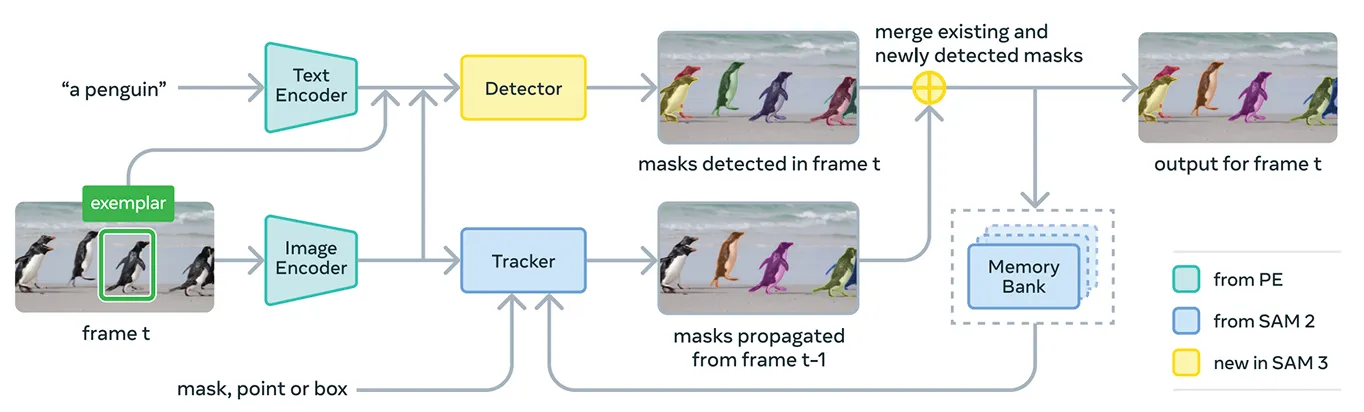 “a penguin”
Text
Encoder
Detector
masks detected in frame t
merge existing and
newly detected masks
output for frame t
exemplar
frame t
Image
Encoder
Tracker
masks propagated
from frame t-1
Memory
Bank
mask, point or box
from PE
from SAM 2
new in SAM 3